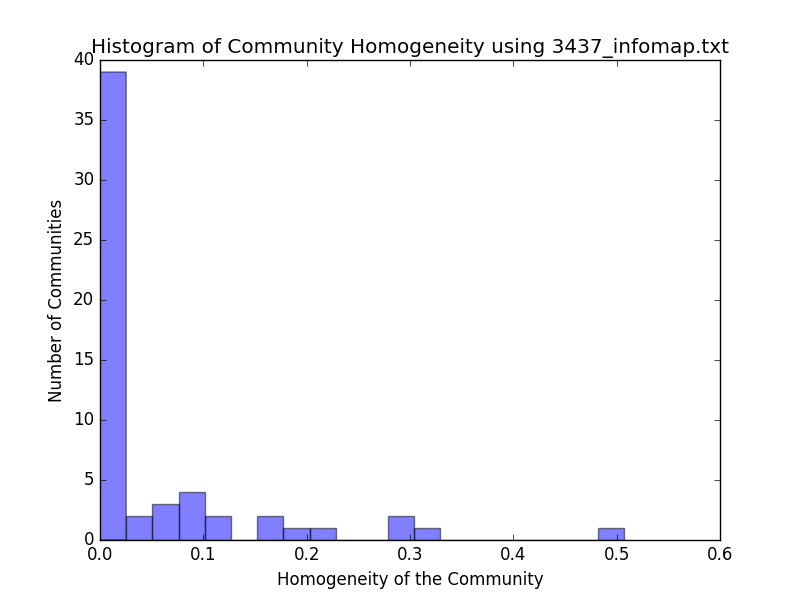 Histogram of Community Homogeneity using 3437_infomap.txt
40
35
30
25
20
15
10
5
0
Number of Communities
0.0 0.1 0.2 0.3 0.4 0.5 0.6
Homogeneity of the Community